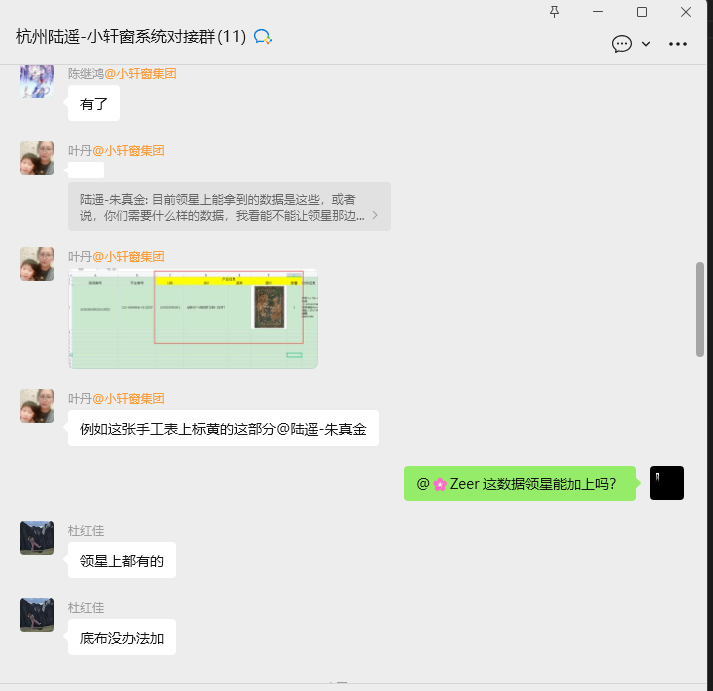 杭州陆遥-小轩窗系统对接群(11)
陈继鸿@小轩窗集团
有了
叶丹@小轩窗集团
陆遥-朱真金: 目前领星上能拿到的数据是这些，或者
说，你们需要什么样的数据，我看能不能让领星那边...
叶丹@小轩窗集团
叶丹@小轩窗集团
例如这张手工表上标黄的这部分@陆遥-朱真金
@🌸Zeer 这数据领星能加上吗?
杜红佳
领星上都有的
杜红佳
底布没办法加